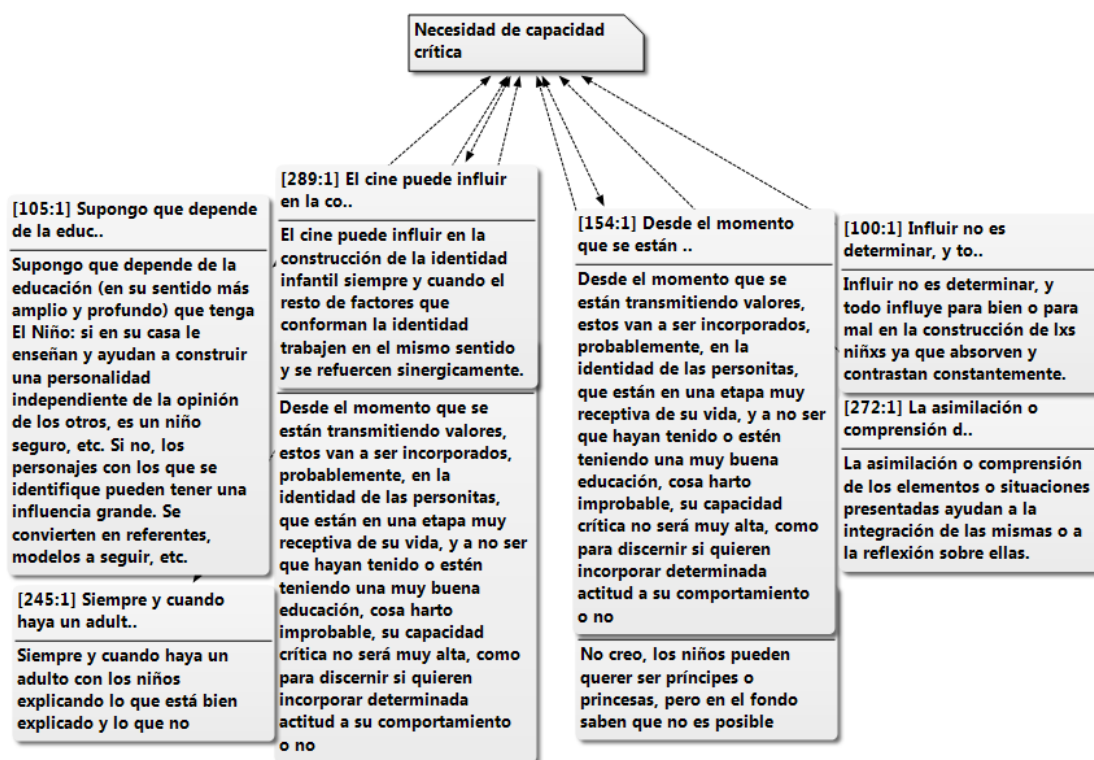 Necesidad de capacidad
crítica
[105:1] Supongo que depende
de la educ..
Supongo que depende de la
educación (en su sentido más
amplio y profundo) que tenga
El Niño: si en su casa le
enseñan y ayudan a construir
una personalidad
independiente de la opinión
de los otros, es un niño
seguro, etc. Si no, los
personajes con los que se
identifique pueden tener una
influencia grande. Se
convierten en referentes,
modelos a seguir, etc.
[245:1] Siempre y cuando
haya un adult..
Siempre y cuando haya un
adulto con los niños
explicando lo que está bien
explicado y lo que no
[289:1] El cine puede influir
en la co..
El cine puede influir en la
construcción de la identidad
infantil siempre y cuando el
resto de factores que
conforman la identidad
trabajen en el mismo sentido
y se refuercen sinergicamente.
Desde el momento que se
están transmitiendo valores,
estos van a ser incorporados,
probablemente, en la
identidad de las personitas,
que están en una etapa muy
receptiva de su vida, y a no ser
que hayan tenido o estén
teniendo una muy buena
educación, cosa harto
improbable, su capacidad
crítica no será muy alta, como
para discernir si quieren
incorporar determinada
actitud a su comportamiento
o no
[154:1] Desde el momento
que se están ..
Desde el momento que se
están transmitiendo valores,
estos van a ser incorporados,
probablemente, en la
identidad de las personitas,
que están en una etapa muy
receptiva de su vida, y a no ser
que hayan tenido o estén
teniendo una muy buena
educación, cosa harto
improbable, su capacidad
crítica no será muy alta, como
para discernir si quieren
incorporar determinada
actitud a su comportamiento
o no
No creo, los niños pueden
querer ser príncipes o
princesas, pero en el fondo
saben que no es posible
[100:1] Influir no es
determinar, y to..
Influir no es determinar, y
todo influye para bien o para
mal en la construcción de lxs
niñxs ya que absorven y
contrastan constantemente.
[272:1] La asimilación o
comprensión d..
La asimilación o comprensión
de los elementos o situaciones
presentadas ayudan a la
integración de las mismas o a
la reflexión sobre ellas.